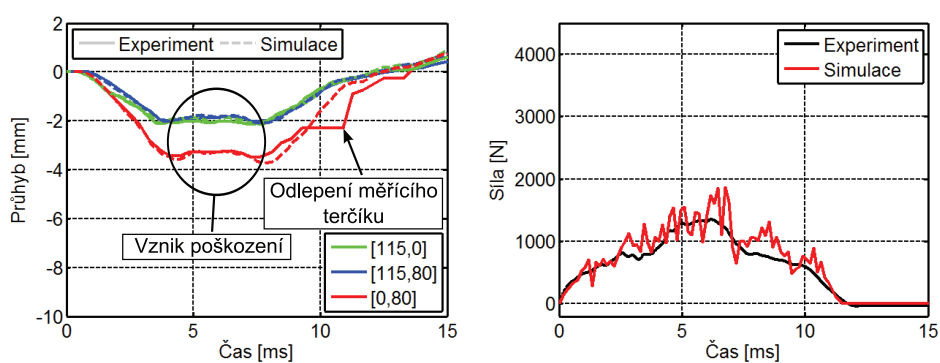 2
0
-2
-4
-6
-8
-10
Průhyb [mm]
Experiment Simulace
Odlepení měřícího
terčíku
Vznik poškození
[115,0]
[115,80]
[0,80]
0 5 10 15
Čas [ms]
4000
3000
2000
1000
0
Síla [N]
Experiment
Simulace
0 5 10 15
Čas [ms]